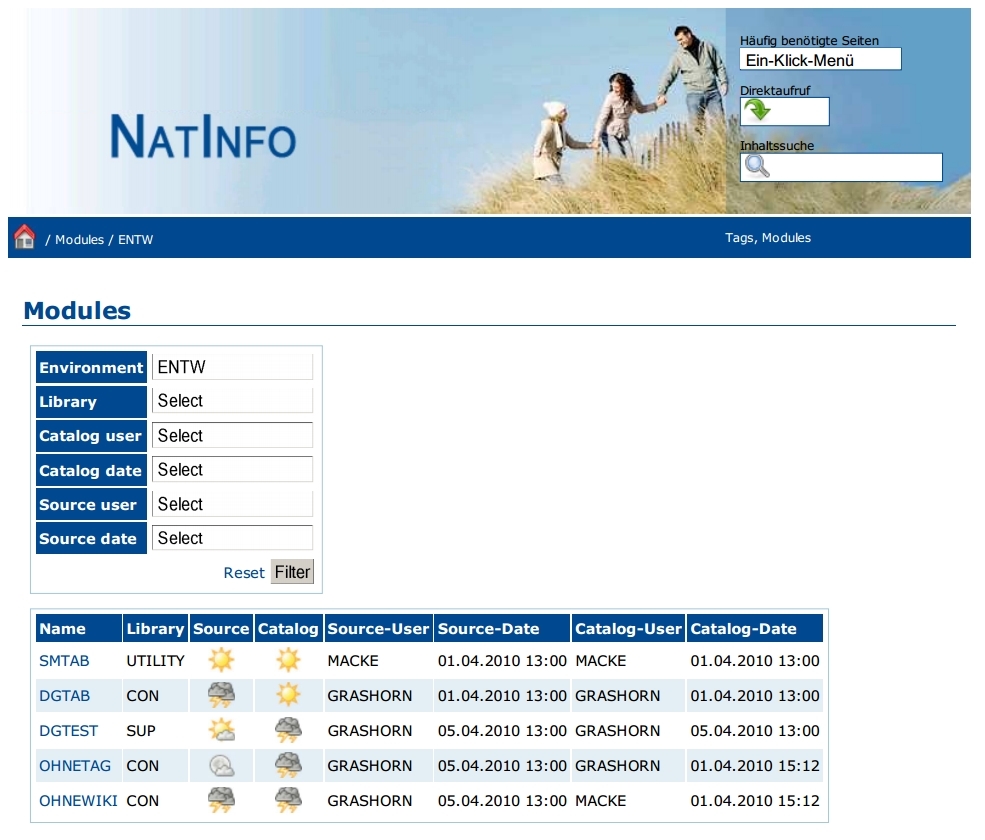 Häufig benötigte Seiten
Ein-Klick-Menü
Direktaufruf
Inhaltssuche
NATINFO
/ Modules / ENTW
Tags, Modules
Modules
Environment ENTW
Library Select
Catalog user Select
Catalog date Select
Source user Select
Source date Select
Reset Filter
Name Library Source Catalog Source-User Source-Date Catalog-User Catalog-Date
SMTAB UTILITY MACKE 01.04.2010 13:00 MACKE 01.04.2010 13:00
DGTAB CON GRASHORN 01.04.2010 13:00 GRASHORN 01.04.2010 13:00
DGTEST SUP GRASHORN 05.04.2010 13:00 GRASHORN 05.04.2010 13:00
OHNETAG CON GRASHORN 05.04.2010 13:00 GRASHORN 01.04.2010 15:12
OHNEWIKI CON GRASHORN 05.04.2010 13:00 MACKE 01.04.2010 15:12